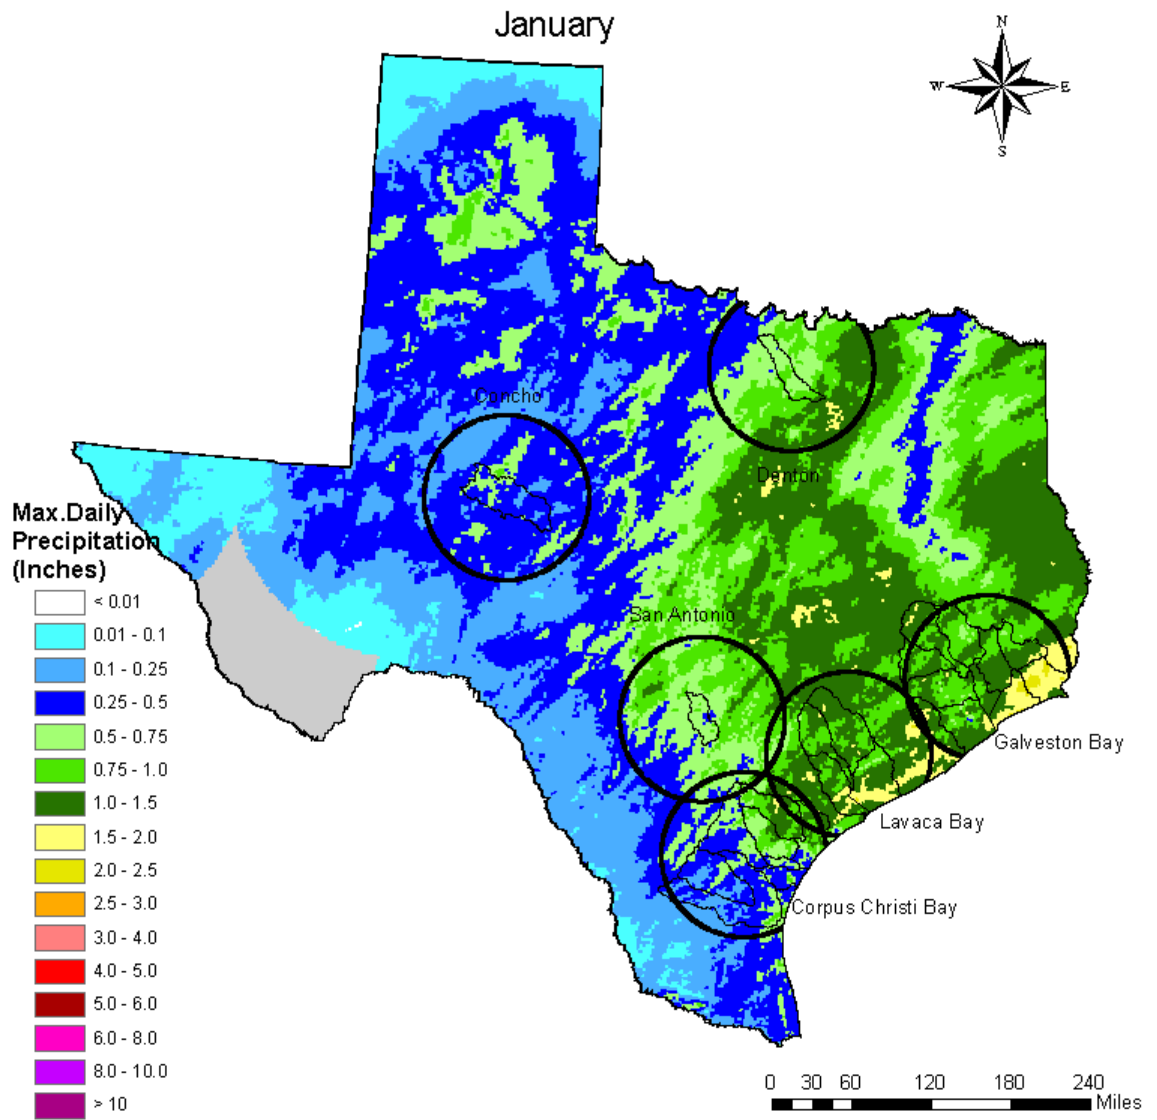 January
N
W E
S
Concho
Denton
Max.Daily
Precipitation
(Inches)
< 0.01
0.01 - 0.1
0.1 - 0.25
0.25 - 0.5
0.5 - 0.75
0.75 - 1.0
1.0 - 1.5
1.5 - 2.0
2.0 - 2.5
2.5 - 3.0
3.0 - 4.0
4.0 - 5.0
5.0 - 6.0
6.0 - 8.0
8.0 - 10.0
> 10
San Antonio
Galveston Bay
Lavaca Bay
Corpus Christi Bay
0 30 60 120 180 240
Miles